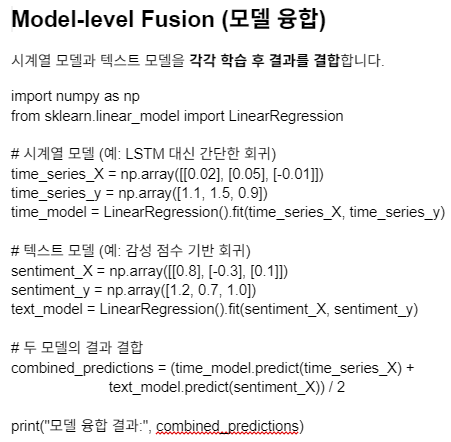 Model-level Fusion (모델 융합)
시계열 모델과 텍스트 모델을 각각 학습 후 결과를 결합합니다.
import numpy as np
from sklearn.linear_model import LinearRegression
# 시계열 모델 (예: LSTM 대신 간단한 회귀)
time_series_X = np.array([[0.02], [0.05], [-0.01]])
time_series_y = np.array([1.1, 1.5, 0.9])
time_model = LinearRegression().fit(time_series_X, time_series_y)
# 텍스트 모델 (예: 감성 점수 기반 회귀)
sentiment_X = np.array([[0.8], [-0.3], [0.1]])
sentiment_y = np.array([1.2, 0.7, 1.0])
text_model = LinearRegression().fit(sentiment_X, sentiment_y)
# 두 모델의 결과 결합
combined_predictions = (time_model.predict(time_series_X) +
text_model.predict(sentiment_X)) / 2
print("모델 융합 결과:", combined_predictions)